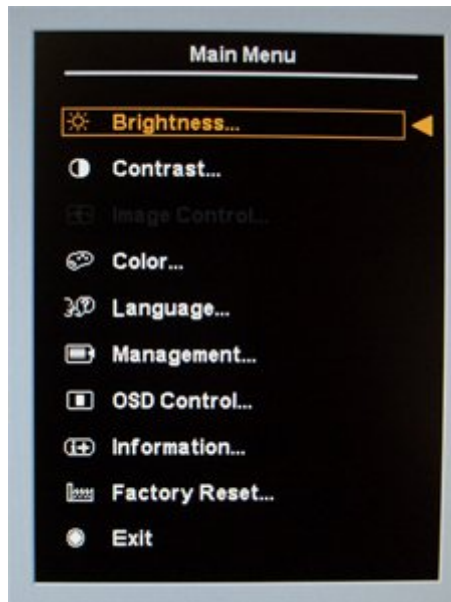 Main Menu
Brightness...
Contrast...
Image Control...
Color...
Language...
Management...
OSD Control...
Information...
Factory Reset...
Exit